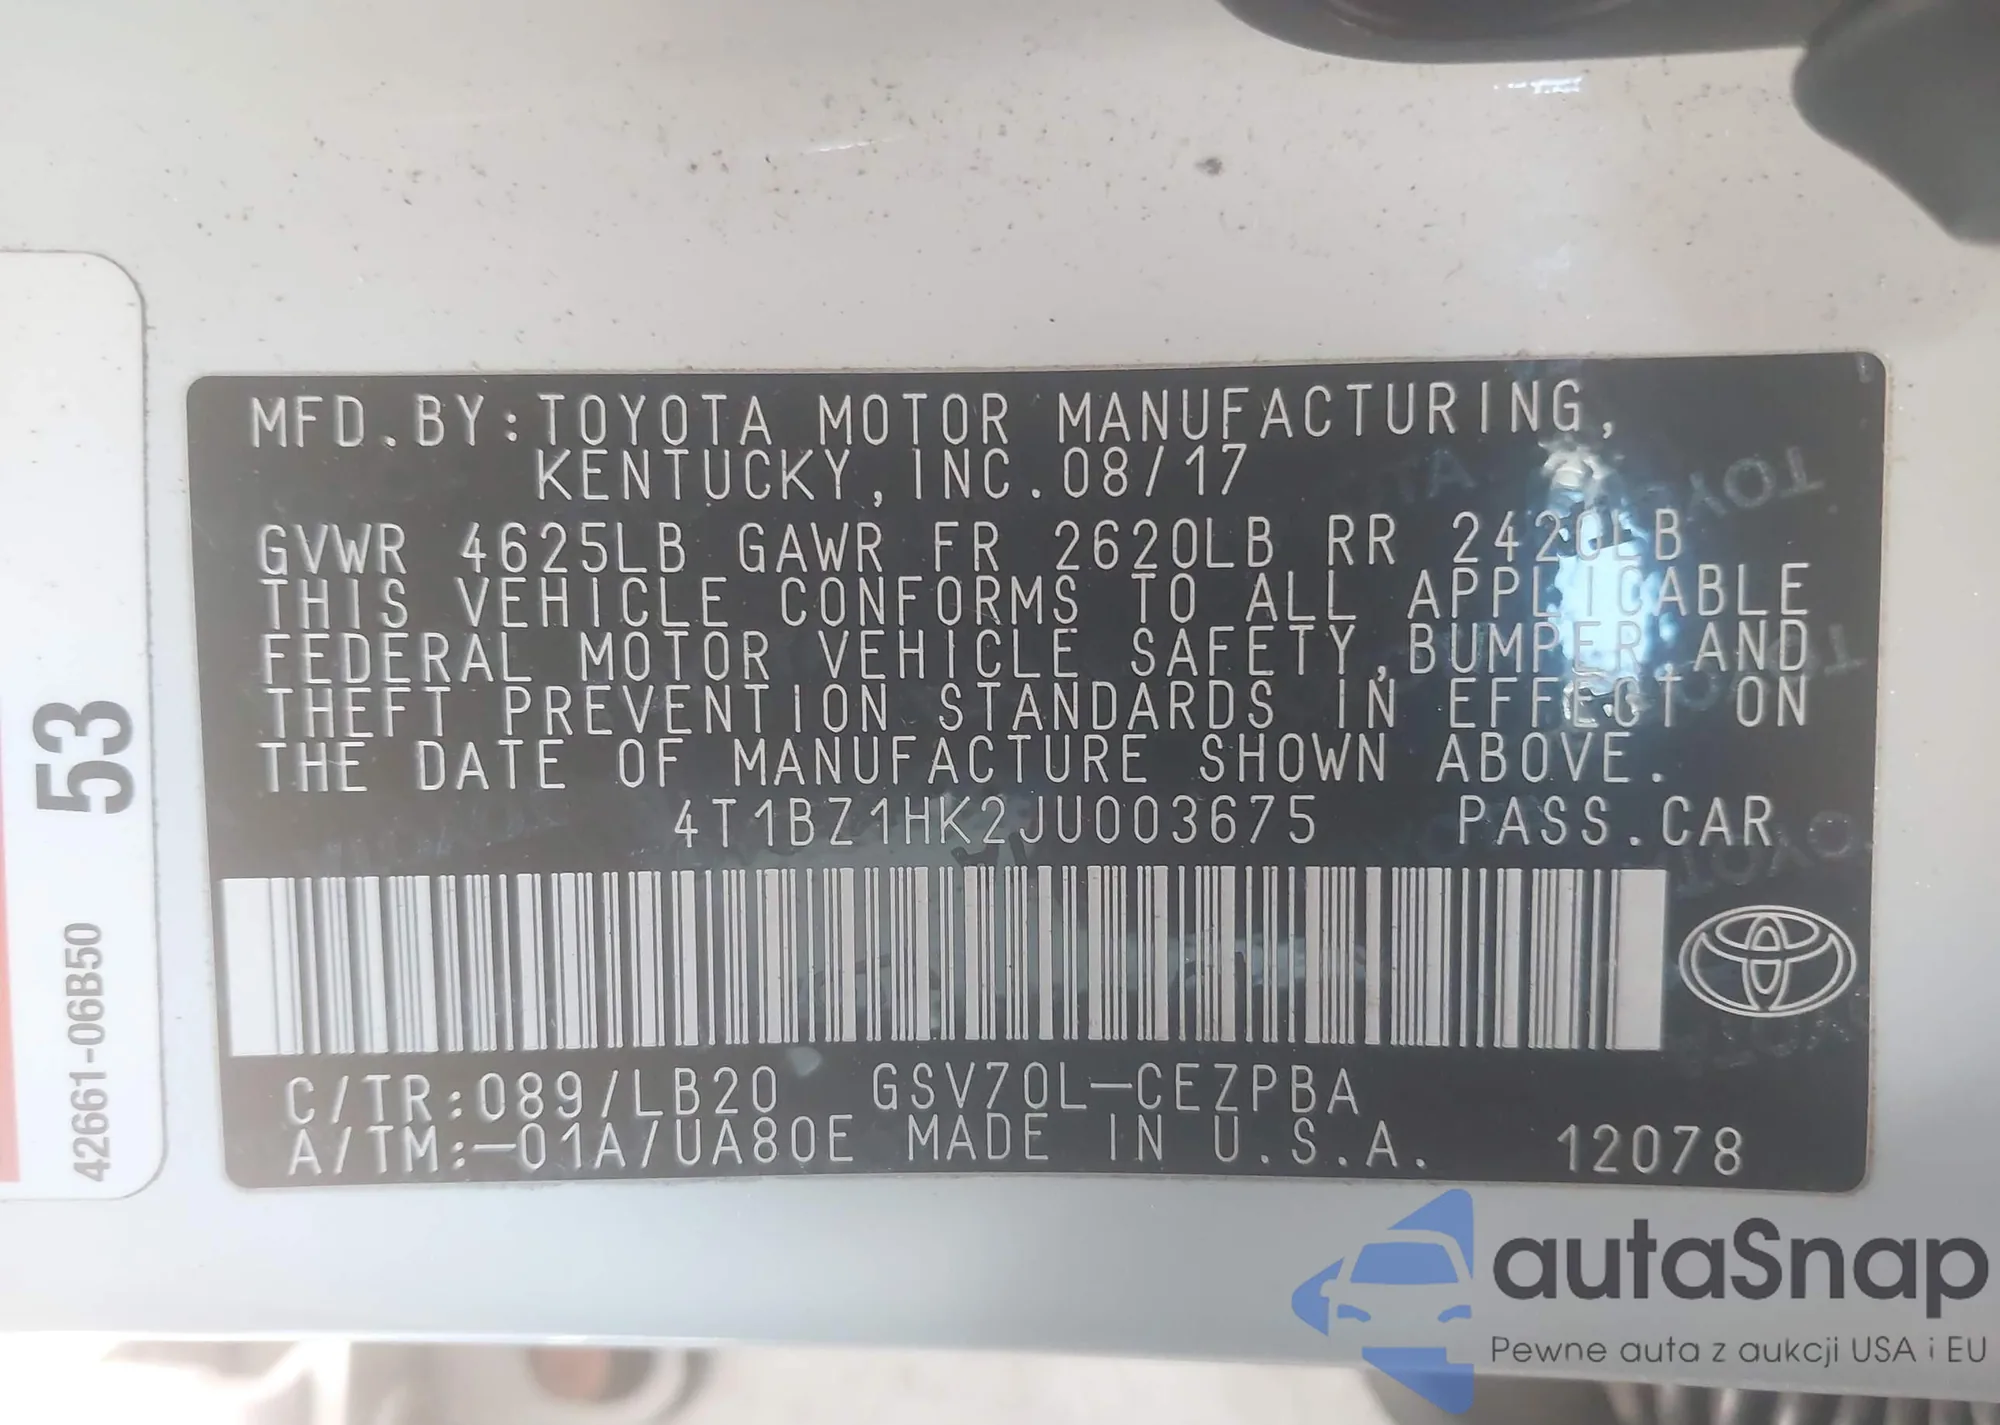 MFD.BY:TOYOTA MOTOR MANUFACTURING,
KENTUCKY,INC.08/17
GVWR 4625LB GAWR FR 2620LB RR 2420LB
THIS VEHICLE CONFORMS TO ALL APPLICABLE
FEDERAL MOTOR VEHICLE SAFETY,BUMPER,AND
THEFT PREVENTION STANDARDS IN EFFECT ON
THE DATE OF MANUFACTURE SHOWN ABOVE.
4T1BZ1HK2JU003675 PASS.CAR
C/TR:089/LB20 GSV70L-CEZPBA
A/TM:-01A/UA80E MADE IN U.S.A. 12078
53
42661-06B50
autaSnap
Pewne auta z aukcji USA i EU